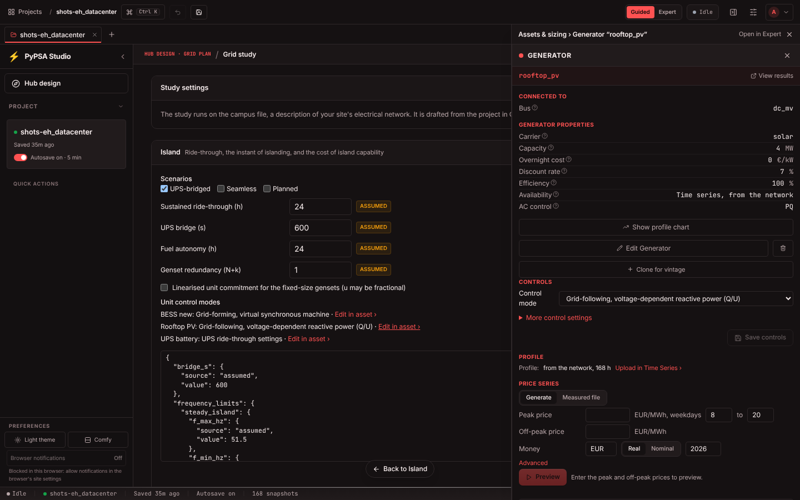 Projects / shots-eh_datacenter ⌘ Ctrl K
Guided Expert Idle A
shots-eh_datacenter × +
PyPSA Studio
Hub design
PROJECT
shots-eh_datacenter
Saved 35m ago
Autosave on · 5 min
QUICK ACTIONS
PREFERENCES
Light theme Comfy
Browser notifications Off
Blocked in this browser: allow notifications in the
browser's site settings
HUB DESIGN · GRID PLAN / Grid study
Study settings
The study runs on the campus file, a description of your site's electrical network. It is drafted from the project in
Island Ride-through, the instant of islanding, and the cost of island capability
Scenarios
UPS-bridged Seamless Planned
Sustained ride-through (h) 24 ASSUMED
UPS bridge (s) 600 ASSUMED
Fuel autonomy (h) 24 ASSUMED
Genset redundancy (N+k) 1 ASSUMED
Linearised unit commitment for the fixed-size gensets (u may be fractional)
Unit control modes
BESS new: Grid-forming, virtual synchronous machine · Edit in asset ›
Rooftop PV: Grid-following, voltage-dependent reactive power (Q/U) · Edit in asset ›
UPS battery: UPS ride-through settings · Edit in asset ›
{
"bridge_s": {
"source": "assumed",
"value": 600
},
"frequency_limits": {
"steady_island": {
"f_max_hz": {
"source": "assumed",
"value": 51.5
},
"f_min_hz": {
← Back to Island
Assets & sizing › Generator "rooftop_pv" Open in Expert ×
GENERATOR ×
rooftop_pv View results
CONNECTED TO
Bus dc_mv
GENERATOR PROPERTIES
Carrier solar
Capacity 4 MW
Overnight cost 0 €/kW
Discount rate 7 %
Efficiency 100 %
Availability Time series, from the network
AC control PQ
Show profile chart
Edit Generator
+ Clone for vintage
CONTROLS
Control mode Grid-following, voltage-dependent reactive power (Q/U)
More control settings
Save controls
PROFILE
Profile: from the network, 168 h Upload in Time Series ›
PRICE SERIES
Generate Measured file
Peak price EUR/MWh, weekdays 8 to 20
Off-peak price EUR/MWh
Money EUR Real Nominal 2026
Advanced
Preview Enter the peak and off-peak prices to preview.
Idle shots-eh_datacenter Saved 35m ago Autosave on 168 snapshots